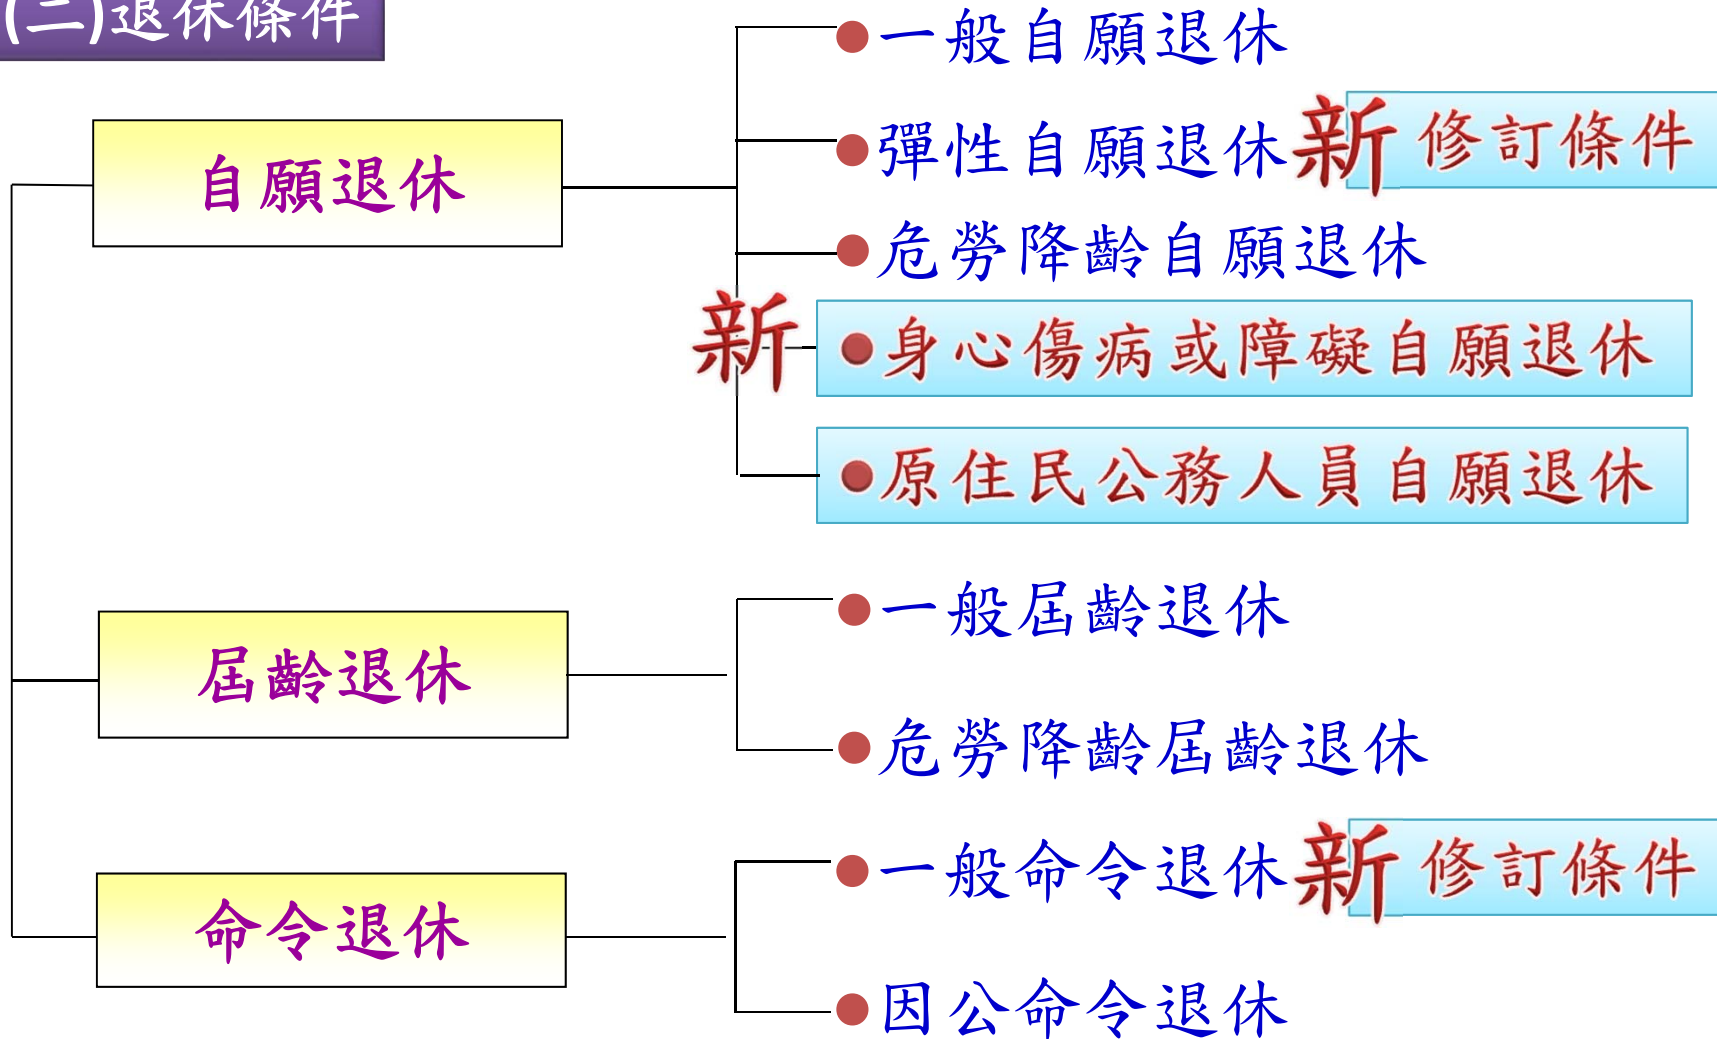 (二)退休條件
自願退休
一般自願退休
彈性自願退休 新 修訂條件
危勞降齡自願退休
新 身心傷病或障礙自願退休
原住民公務人員自願退休
屆齡退休
一般屆齡退休
危勞降齡屆齡退休
命令退休
一般命令退休 新 修訂條件
因公命令退休